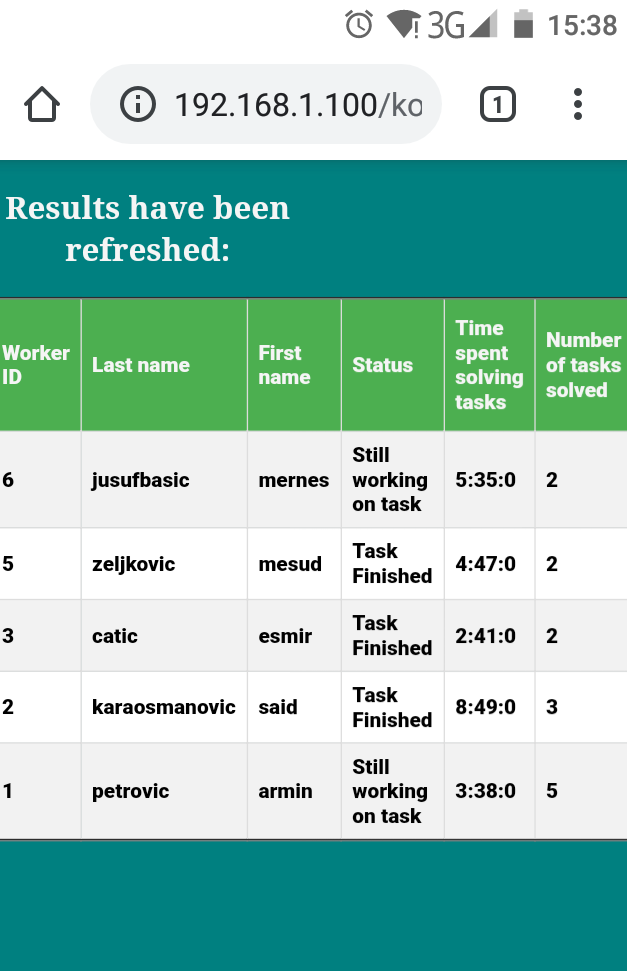 3G 15:38
192.168.1.100/ko 1
Results have been
refreshed:
Worker ID Last name First name Status Time spent solving tasks Number of tasks solved
6 jusufbasic mernes Still working on task 5:35:0 2
5 zeljkovic mesud Task Finished 4:47:0 2
3 catic esmir Task Finished 2:41:0 2
2 karaosmanovic said Task Finished 8:49:0 3
1 petrovic armin Still working on task 3:38:0 5